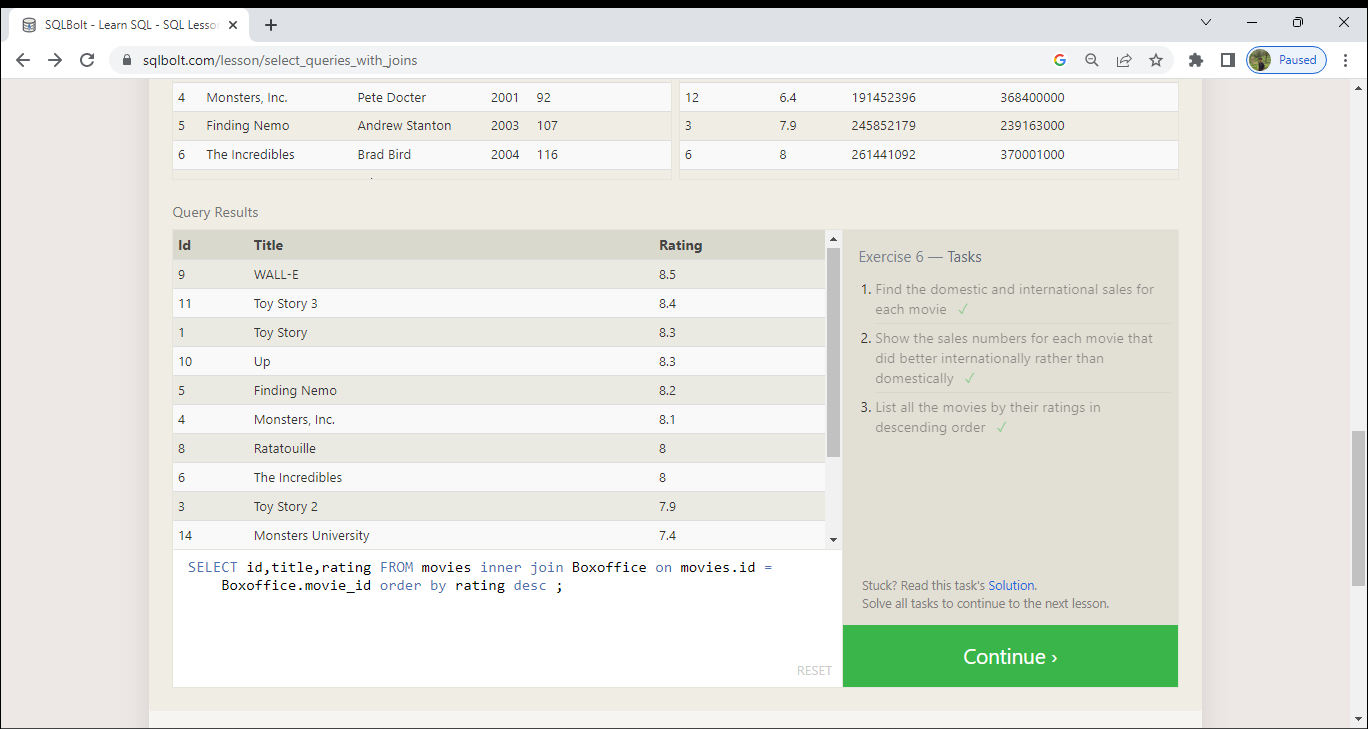 SQLBolt - Learn SQL - SQL Lesso
sqlbolt.com/lesson/select_queries_with_joins
Paused
4 Monsters, Inc. Pete Docter 2001 92
12 6.4 191452396 368400000
5 Finding Nemo Andrew Stanton 2003 107
3 7.9 245852179 239163000
6 The Incredibles Brad Bird 2004 116
6 8 261441092 370001000
Query Results
Id Title Rating
9 WALL-E 8.5
11 Toy Story 3 8.4
1 Toy Story 8.3
10 Up 8.3
5 Finding Nemo 8.2
4 Monsters, Inc. 8.1
8 Ratatouille 8
6 The Incredibles 8
3 Toy Story 2 7.9
14 Monsters University 7.4
SELECT id,title,rating FROM movies inner join Boxoffice on movies.id =
Boxoffice.movie_id order by rating desc ;
RESET
Exercise 6 — Tasks
1. Find the domestic and international sales for
each movie ✓
2. Show the sales numbers for each movie that
did better internationally rather than
domestically ✓
3. List all the movies by their ratings in
descending order ✓
Stuck? Read this task's Solution.
Solve all tasks to continue to the next lesson.
Continue ›